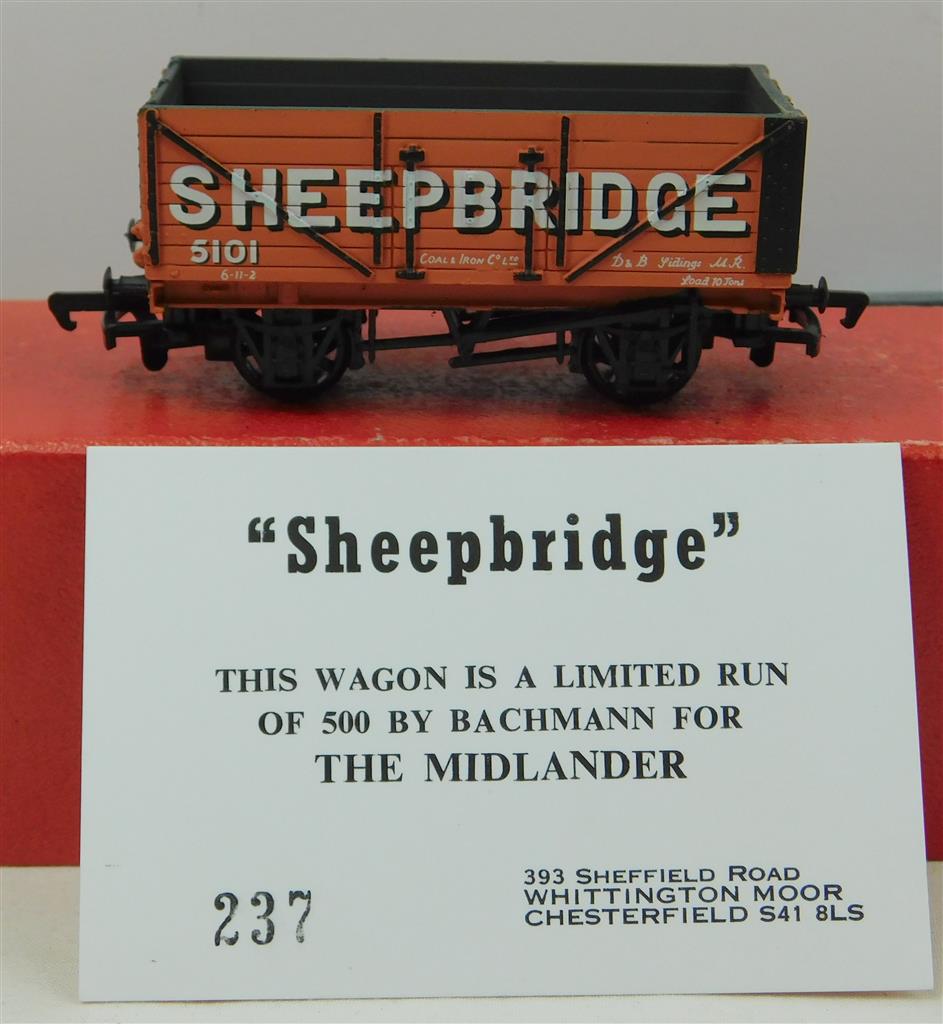 SHEEPBRIDGE
5101
6-11-2
COAL & IRON Cº LTD
D & B Sidings M.R.
Load 10 Tons
“Sheepbridge”
THIS WAGON IS A LIMITED RUN
OF 500 BY BACHMANN FOR
THE MIDLANDER
393 SHEFFIELD ROAD
WHITTINGTON MOOR
CHESTERFIELD S41 8LS
237